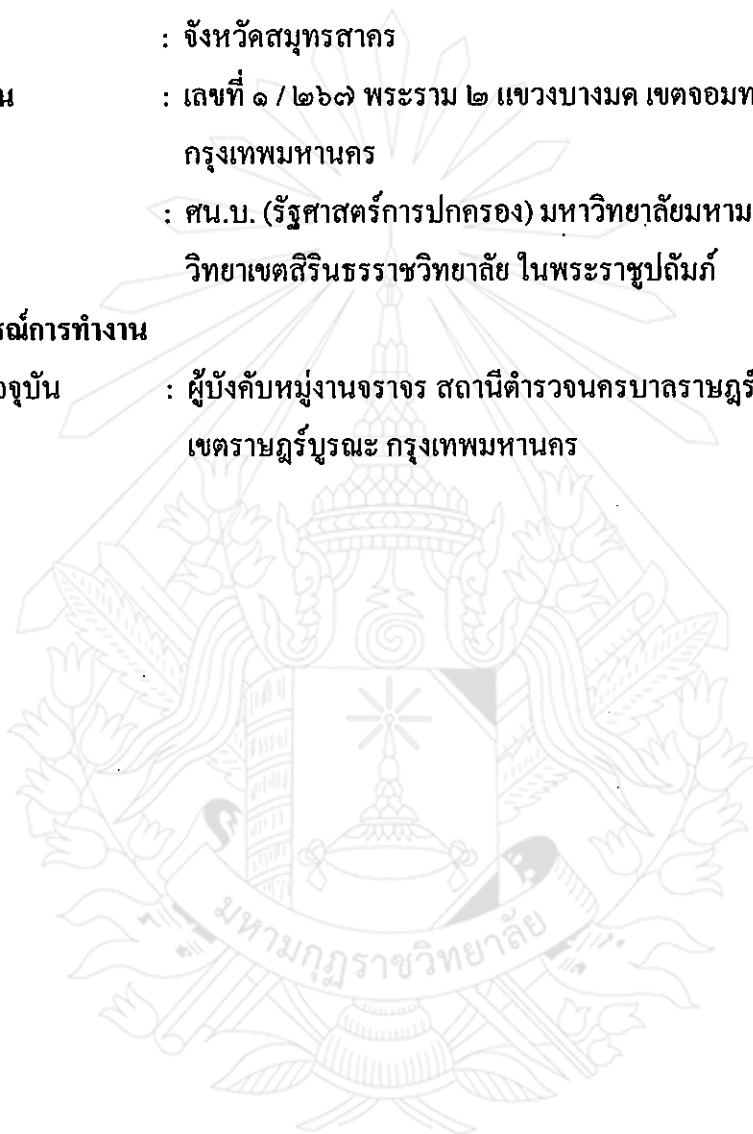 : จังหวัดสมุทรสาคร
น : เลขที่ ๑ / ๒๖๗ พระราม ๒ แขวงบางมด เขตจอมท
กรุงเทพมหานคร
: ศน.บ. (รัฐศาสตร์การปกครอง) มหาวิทยาลัยมหาม
วิทยาเขตสิรินธรราชวิทยาลัย ในพระราชูปถัมภ์
รณ์การทำงาน
จุบัน : ผู้บังคับหมู่งานจราจร สถานีตำรวจนครบาลราษฎร์
เขตราษฎร์บูรณะ กรุงเทพมหานคร
มหามกุฏราชวิทยาลัย